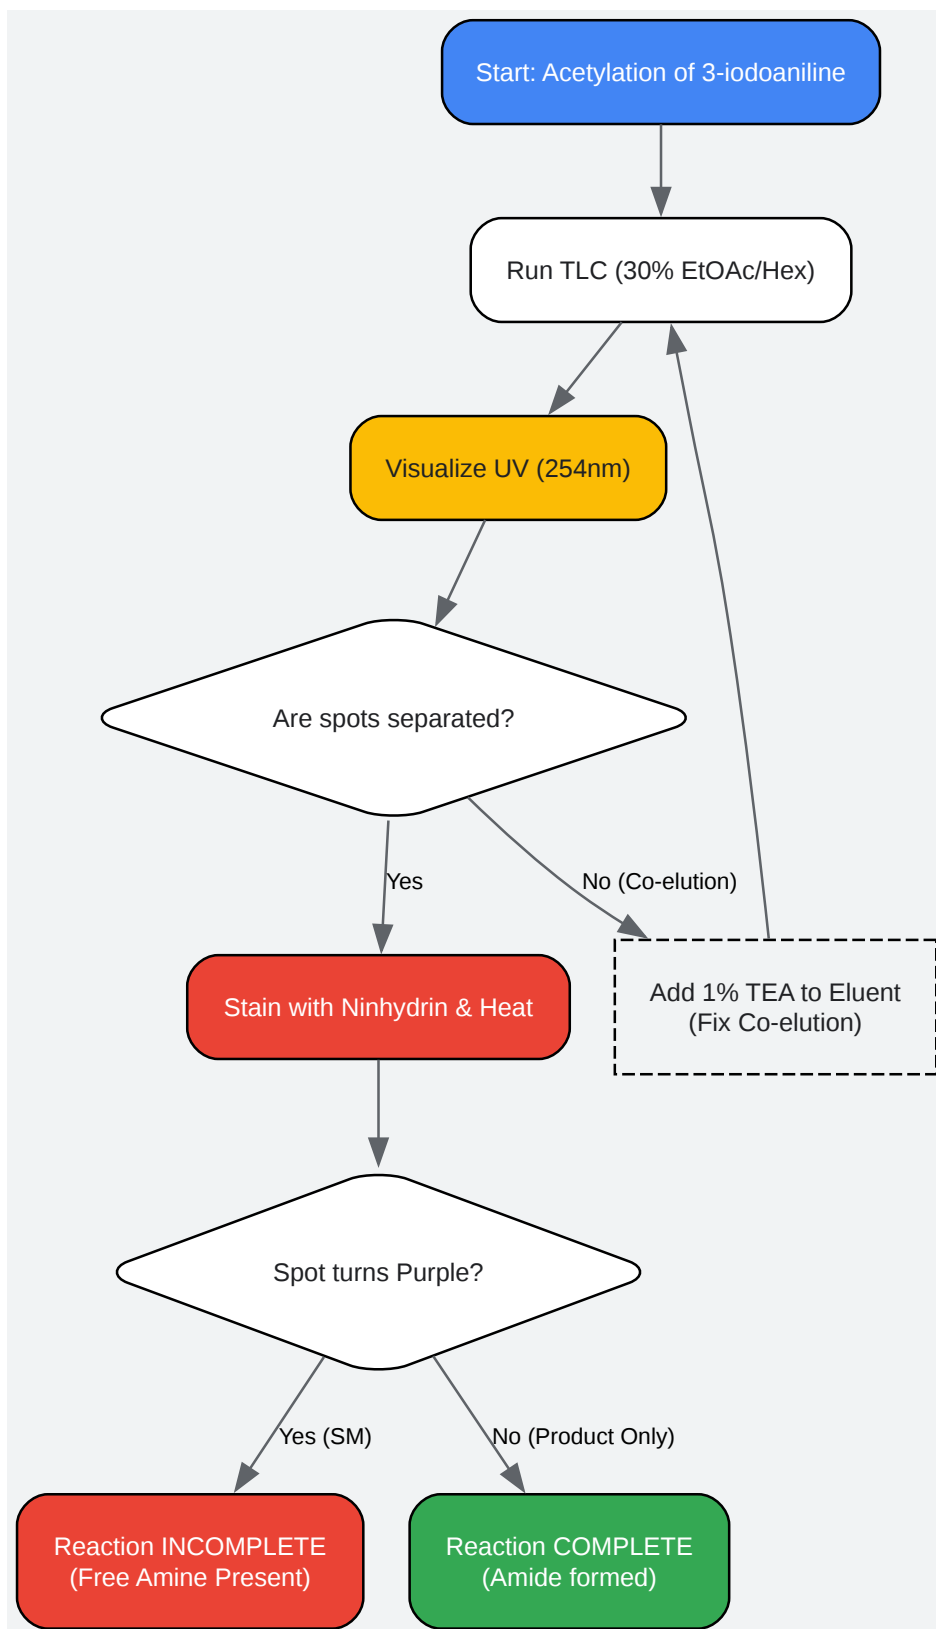 Start: Acetylation of 3-iodoaniline
Run TLC (30% EtOAc/Hex)
Visualize UV (254nm)
Are spots separated?
Yes
No (Co-elution)
Stain with Ninhydrin & Heat
Add 1% TEA to Eluent
(Fix Co-elution)
Spot turns Purple?
Yes (SM)
No (Product Only)
Reaction INCOMPLETE
(Free Amine Present)
Reaction COMPLETE
(Amide formed)